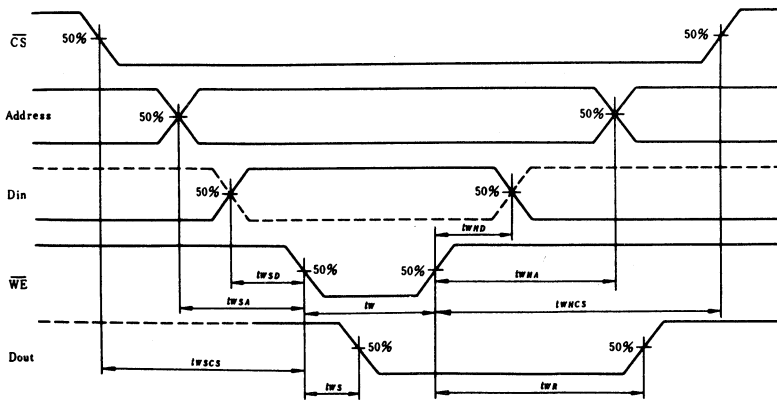 CS
50%
50%
Address
50%
50%
Din
50%
50%
tWHD
WE
50%
50%
tWSD
tWHA
tWSA
tW
tWHCS
Dout
50%
50%
tWSCS
tWS
tWR